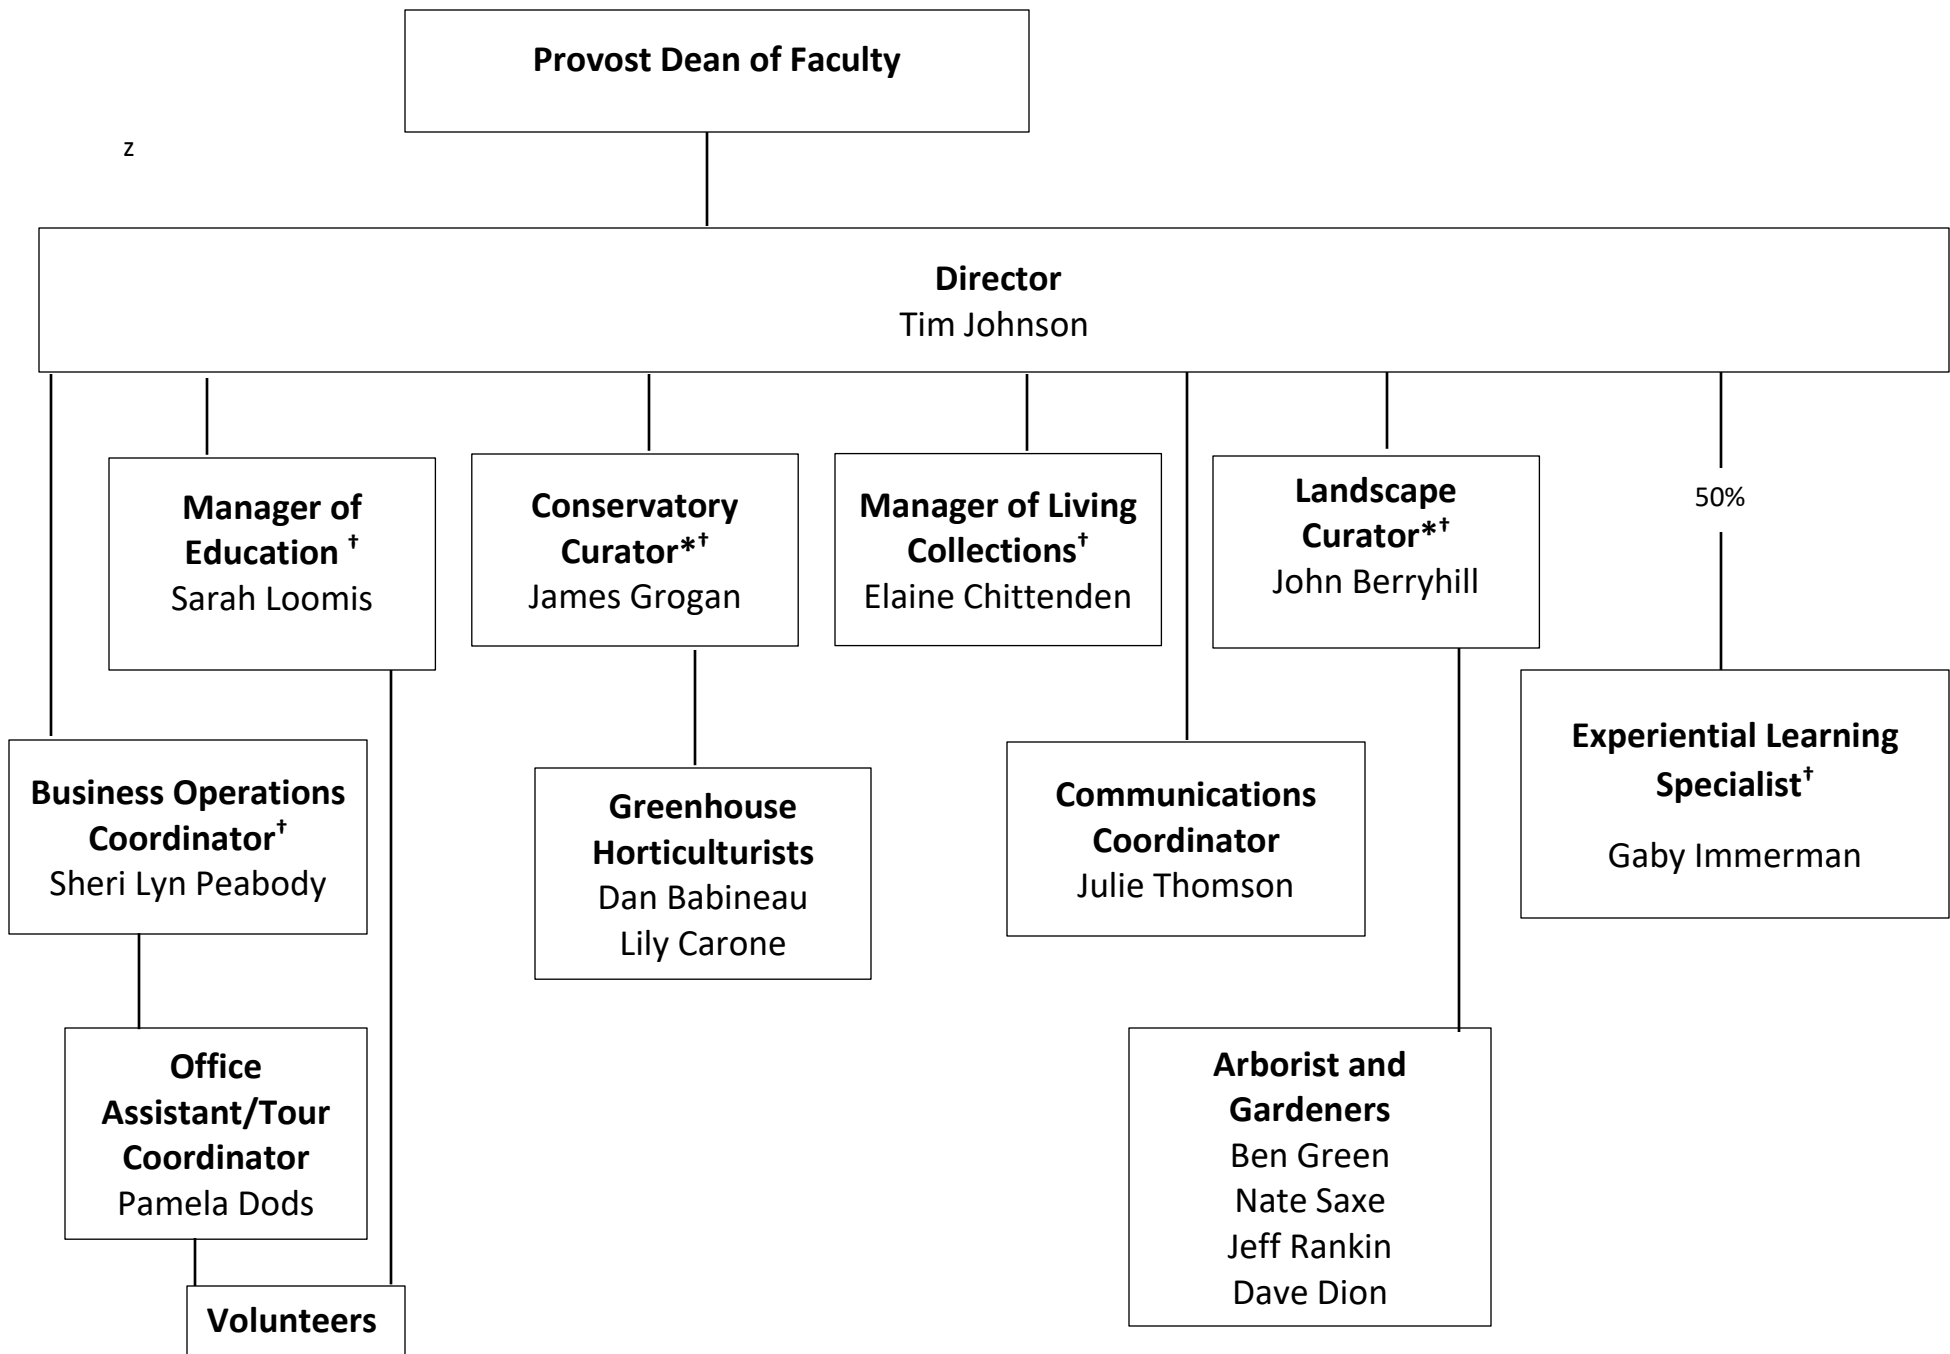 Provost Dean of Faculty
z
Director
Tim Johnson
Manager of
Education †
Sarah Loomis
Conservatory
Curator*†
James Grogan
Manager of Living
Collections†
Elaine Chittenden
Landscape
Curator*†
John Berryhill
50%
Business Operations
Coordinator†
Sheri Lyn Peabody
Greenhouse
Horticulturists
Dan Babineau
Lily Carone
Communications
Coordinator
Julie Thomson
Experiential Learning
Specialist†
Gaby Immerman
Office
Assistant/Tour
Coordinator
Pamela Dods
Arborist and
Gardeners
Ben Green
Nate Saxe
Jeff Rankin
Dave Dion
Volunteers